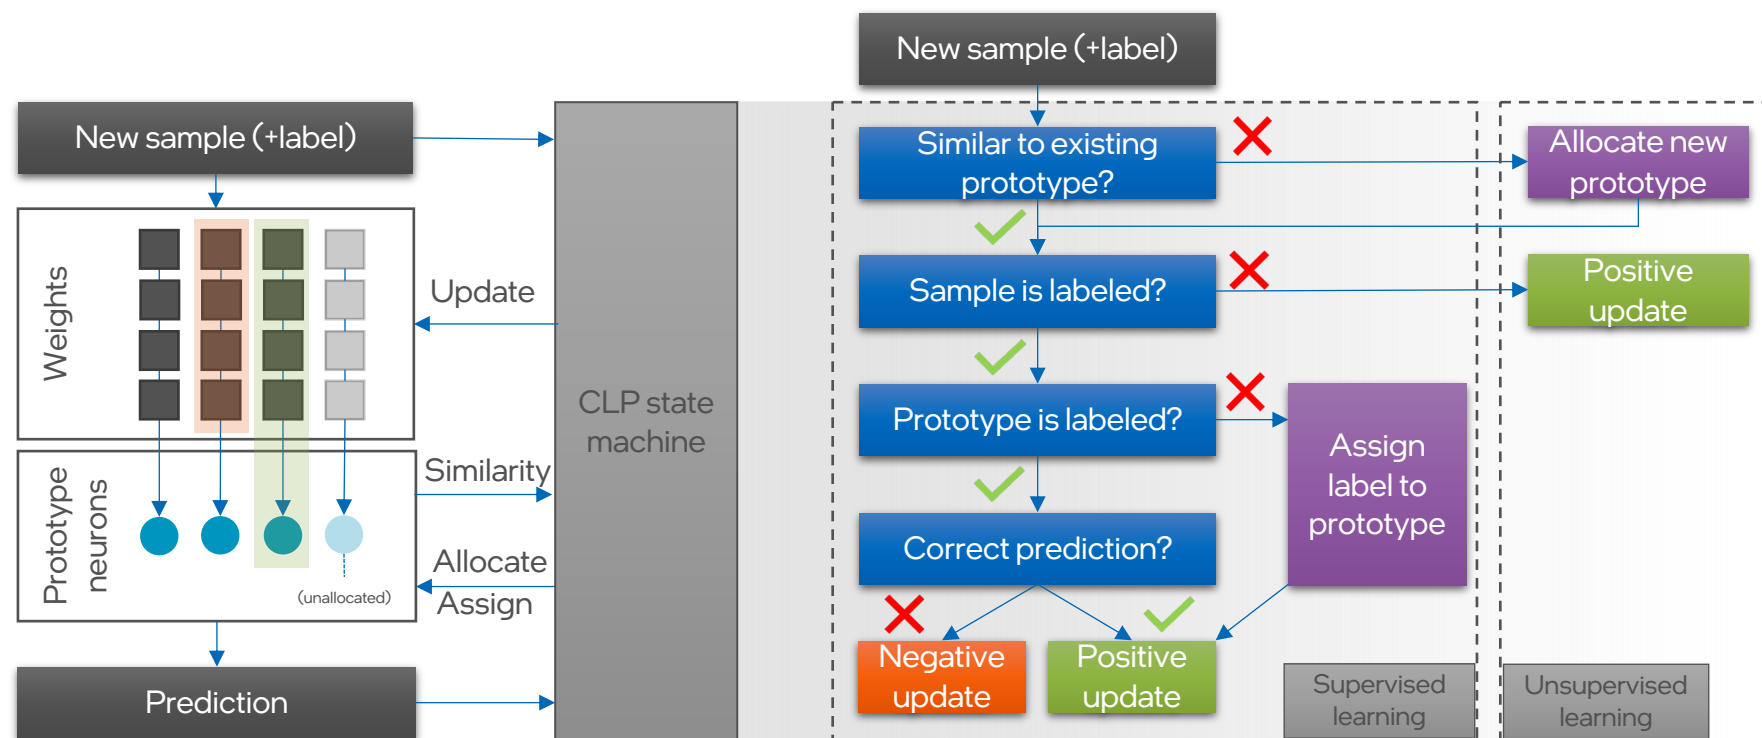 New sample (+label)
Weights
Prototype
neurons
(unallocated)
Prediction
Update
Similarity
Allocate
Assign
CLP state
machine
New sample (+label)
Similar to existing
prototype?
Allocate new
prototype
Sample is labeled?
Positive
update
Prototype is labeled?
Assign
label to
prototype
Correct prediction?
Negative
update
Positive
update
Supervised
learning
Unsupervised
learning